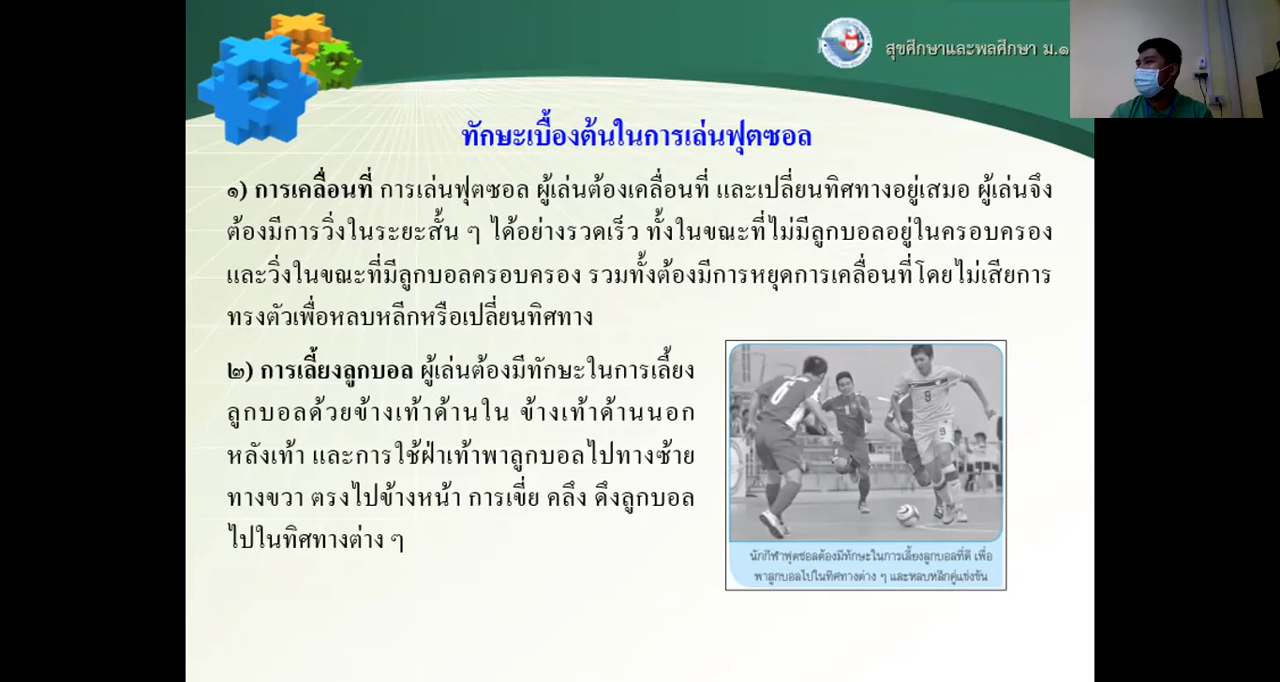 สุขศึกษาและพลศึกษา ม.๑
ทักษะเบื้องต้นในการเล่นฟุตซอล
๑) การเคลื่อนที่ การเล่นฟุตซอล ผู้เล่นต้องเคลื่อนที่ และเปลี่ยนทิศทางอยู่เสมอ ผู้เล่นจึง
ต้องมีการวิ่งในระยะสั้น ๆ ได้อย่างรวดเร็ว ทั้งในขณะที่ไม่มีลูกบอลอยู่ในครอบครอง
และวิ่งในขณะที่มีลูกบอลครอบครอง รวมทั้งต้องมีการหยุดการเคลื่อนที่โดยไม่เสียการ
ทรงตัวเพื่อหลบหลีกหรือเปลี่ยนทิศทาง
๒) การเลี้ยงลูกบอล ผู้เล่นต้องมีทักษะในการเลี้ยง
ลูกบอลด้วยข้างเท้าด้านใน ข้างเท้าด้านนอก
หลังเท้า และการใช้ฝ่าเท้าพาลูกบอลไปทางซ้าย
ทางขวา ตรงไปข้างหน้า การเขี่ย คลึง ดึงลูกบอล
ไปในทิศทางต่าง ๆ
6
9
9
นักกีฬาฟุตซอลต้องมีทักษะในการเลี้ยงลูกบอลที่ดี เพื่อ
พาลูกบอลไปในทิศทางต่าง ๆ และหลบหลีกคู่แข่งขัน